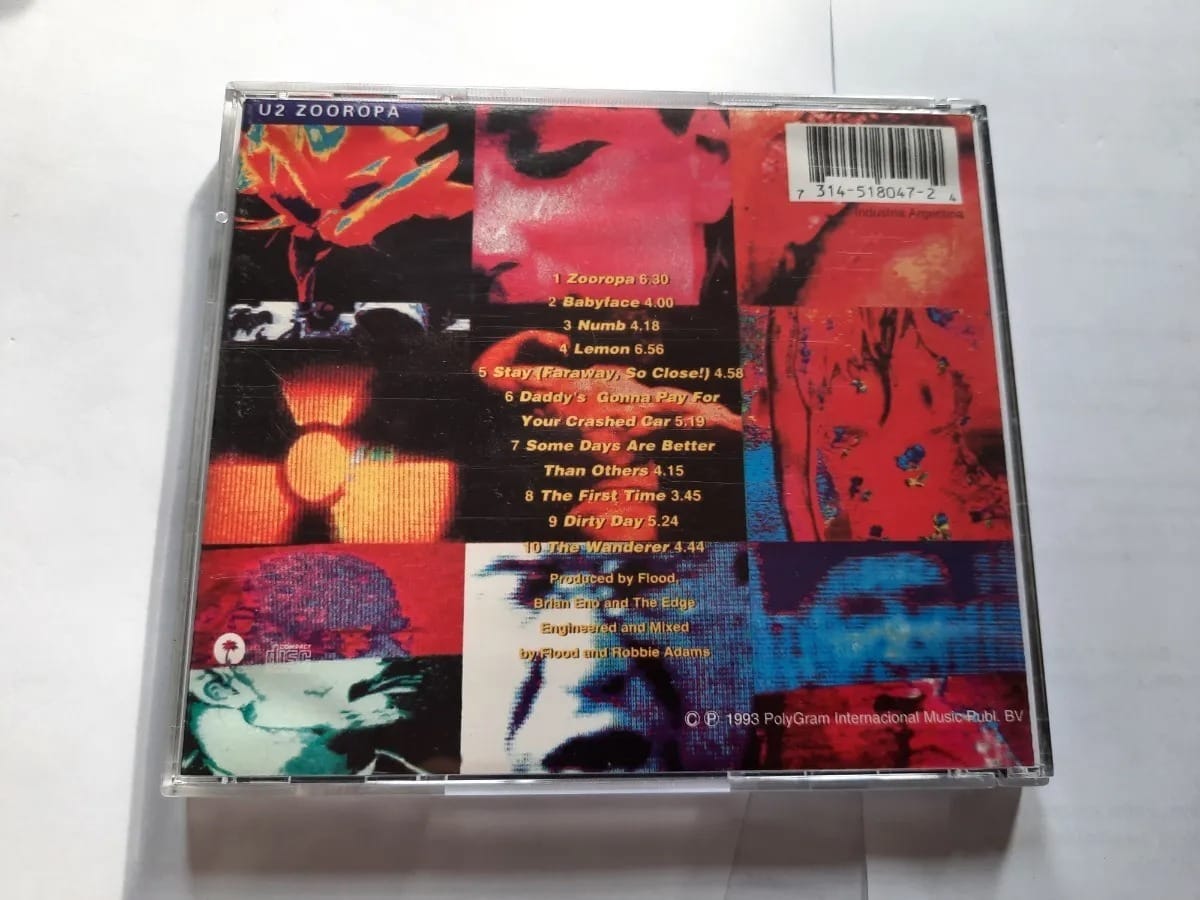 U2 ZOOROPA
7 314-518047-2 4
Industria Argentina
1 Zooropa 6.30
2 Babyface 4.00
3 Numb 4.18
4 Lemon 6.56
5 Stay (Faraway, So Close!) 4.58
6 Daddy's Gonna Pay For
Your Crashed Car 5.19
7 Some Days Are Better
Than Others 4.15
8 The First Time 3.45
9 Dirty Day 5.24
10 The Wanderer 4.44
Produced by Flood,
Brian Eno and The Edge
Engineered and Mixed
by Flood and Robbie Adams
COMPACT
disc
© ℗ 1993 PolyGram Internacional Music Publ. BV